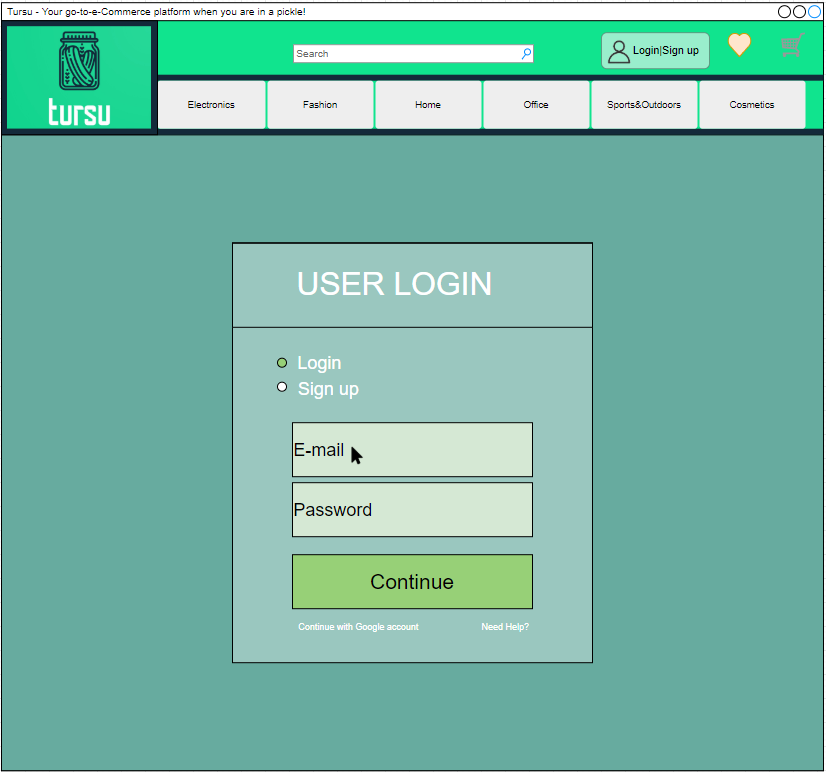 Tursu - Your go-to-e-Commerce platform when you are in a pickle!
tursu
Search
Login|Sign up
Electronics
Fashion
Home
Office
Sports&Outdoors
Cosmetics
USER LOGIN
Login
Sign up
E-mail
Password
Continue
Continue with Google account
Need Help?